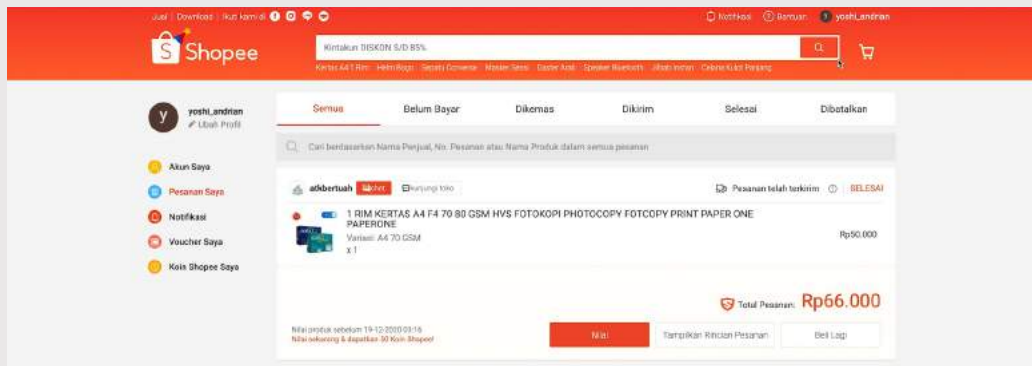 Jual | Download | Ikuti kami di
Notifikasi
Bantuan
yoshi_andrian
Shopee
Kintakun DISKON S/D 85%
Kertas A4 1 Rim Helm Bogo Sepatu Converse Masker Sensi Gaster Acid Speaker Bluetooth Jilbab Instan Celana Kulot Panjang
y
yoshi_andrian
Ubah Profil
Akun Saya
Pesanan Saya
Notifikasi
Voucher Saya
Koin Shopee Saya
Semua Belum Bayar Dikemas Dikirim Selesai Dibatalkan
Cari berdasarkan Nama Penjual, No. Pesanan atau Nama Produk dalam semua pesanan
atkbertuah chat Kunjungi toko Pesanan telah terkirim SELESAI
1 RIM KERTAS A4 F4 70 80 GSM HVS FOTOKOPI PHOTOCOPY FOTCOPY PRINT PAPER ONE
PAPERONE
Variasi: A4 70 GSM
x 1
Rp50.000
Total Pesanan: Rp66.000
Nilai produk sebelum 19-12-2020 03:16
Nilai sekarang & dapatkan 50 Koin Shopee!
Nilai Tampilkan Rincian Pesanan Beli Lagi